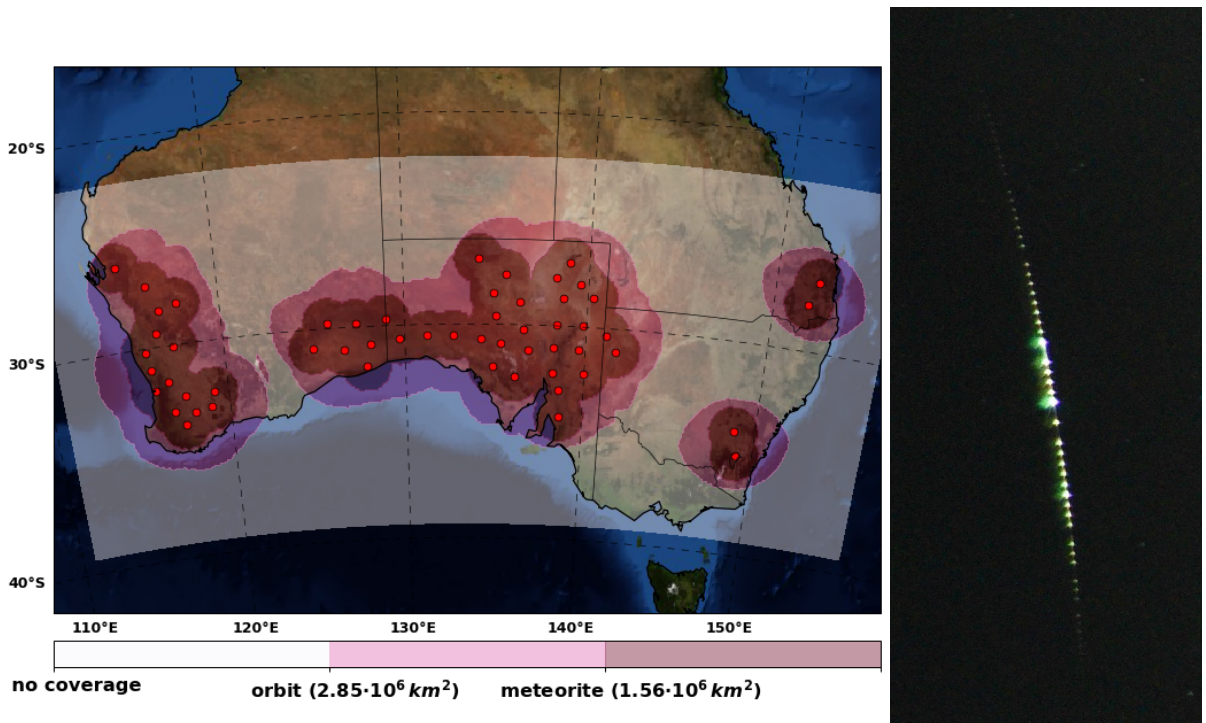 20°S
30°S
40°S
110°E 120°E 130°E 140°E 150°E
no coverage orbit (2.85·10⁶ km²) meteorite (1.56·10⁶ km²)